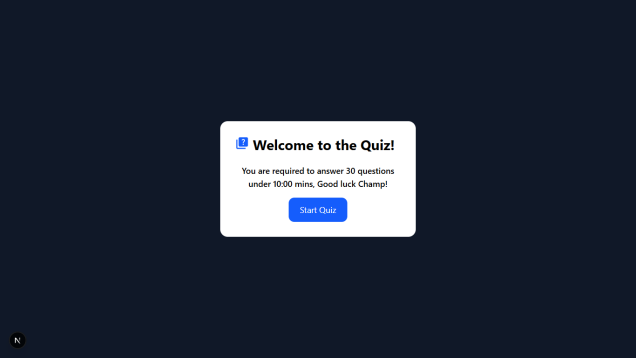 Welcome to the Quiz!
You are required to answer 30 questions
under 10:00 mins, Good luck Champ!
Start Quiz
N